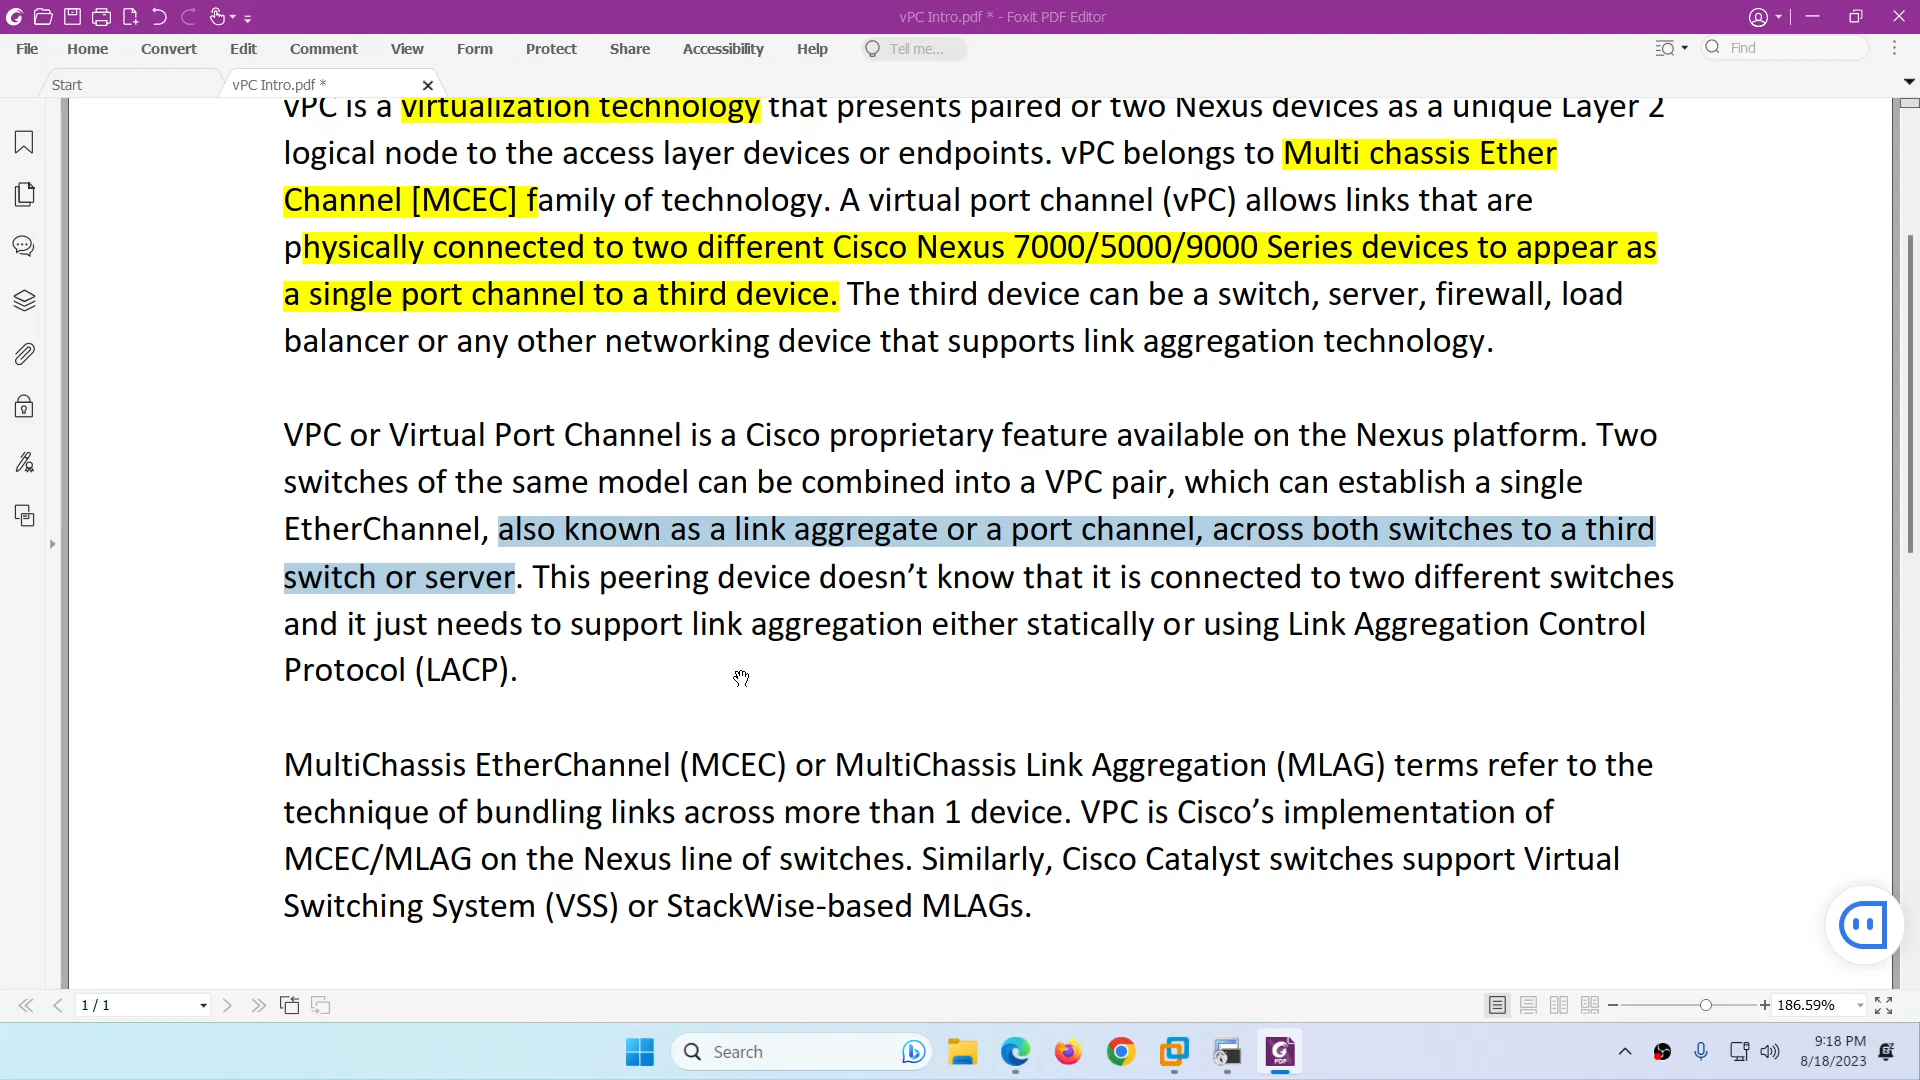 vPC Intro.pdf * - Foxit PDF Editor
File Home Convert Edit Comment View Form Protect Share Accessibility Help Tell me... Find
Start vPC Intro.pdf *
vPC is a virtualization technology that presents paired or two Nexus devices as a unique Layer 2
logical node to the access layer devices or endpoints. vPC belongs to Multi chassis Ether
Channel [MCEC] family of technology. A virtual port channel (vPC) allows links that are
physically connected to two different Cisco Nexus 7000/5000/9000 Series devices to appear as
a single port channel to a third device. The third device can be a switch, server, firewall, load
balancer or any other networking device that supports link aggregation technology.
VPC or Virtual Port Channel is a Cisco proprietary feature available on the Nexus platform. Two
switches of the same model can be combined into a VPC pair, which can establish a single
EtherChannel, also known as a link aggregate or a port channel, across both switches to a third
switch or server. This peering device doesn’t know that it is connected to two different switches
and it just needs to support link aggregation either statically or using Link Aggregation Control
Protocol (LACP).
MultiChassis EtherChannel (MCEC) or MultiChassis Link Aggregation (MLAG) terms refer to the
technique of bundling links across more than 1 device. VPC is Cisco’s implementation of
MCEC/MLAG on the Nexus line of switches. Similarly, Cisco Catalyst switches support Virtual
Switching System (VSS) or StackWise-based MLAGs.
1 / 1 186.59%
Search PDF 9:18 PM
8/18/2023